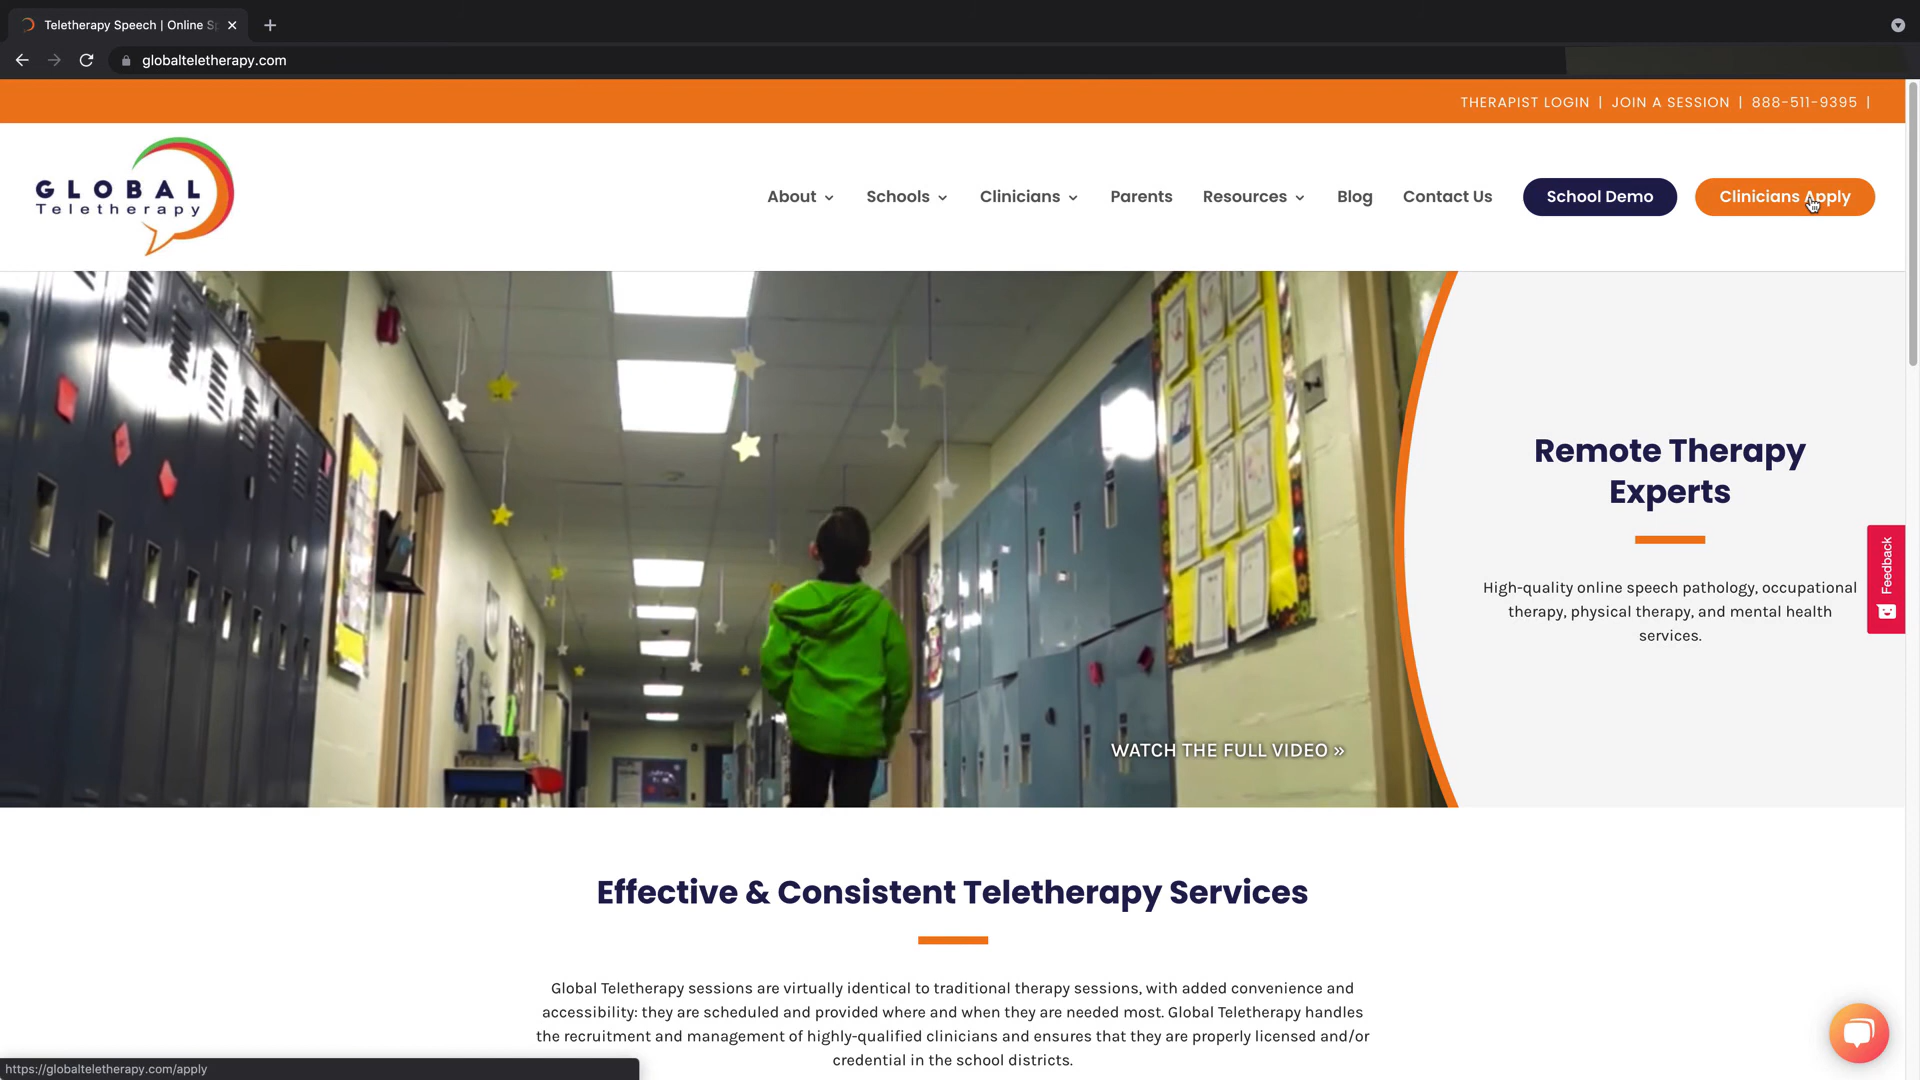 Teletherapy Speech | Online S
globalteletherapy.com
THERAPIST LOGIN | JOIN A SESSION | 888-511-9395 |
GLOBAL
Teletherapy
About
Schools
Clinicians
Parents
Resources
Blog
Contact Us
School Demo
Clinicians Apply
Remote Therapy
Experts
High-quality online speech pathology, occupational
therapy, physical therapy, and mental health
services.
Feedback
WATCH THE FULL VIDEO »
Effective & Consistent Teletherapy Services
Global Teletherapy sessions are virtually identical to traditional therapy sessions, with added convenience and
accessibility: they are scheduled and provided where and when they are needed most. Global Teletherapy handles
the recruitment and management of highly-qualified clinicians and ensures that they are properly licensed and/or
credential in the school districts.
https://globalteletherapy.com/apply